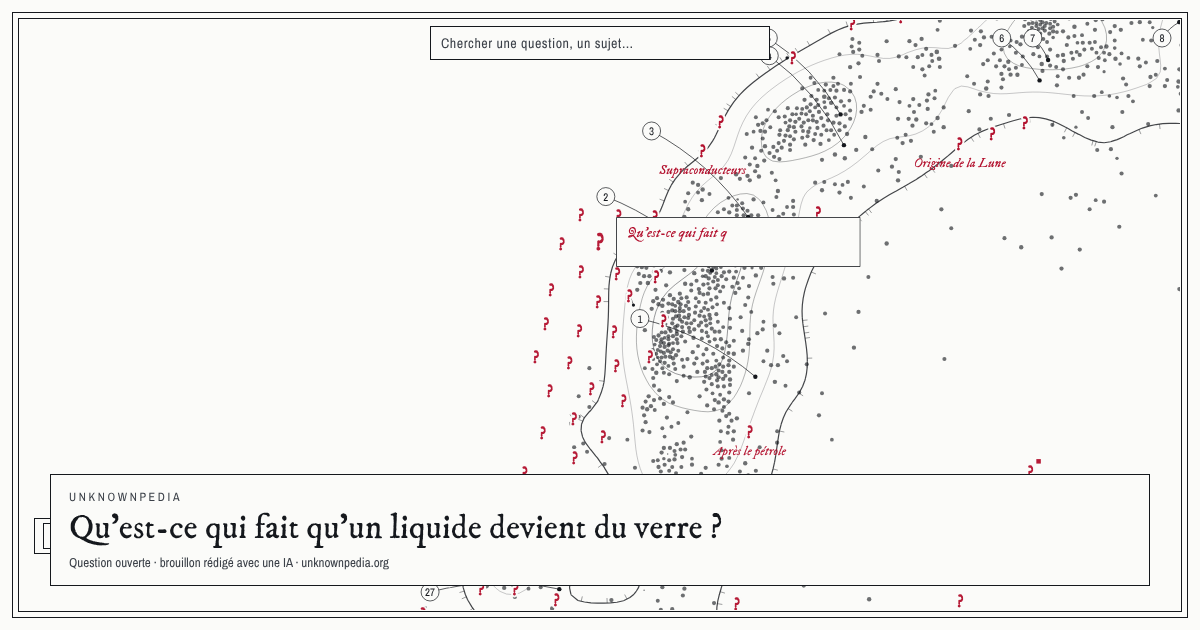 Chercher une question, un sujet…
6
7
8
3
Supraconducteurs
Origine de la Lune
2
Qu’est-ce qui fait q
1
Après le pétrole
UNKNOWNPEDIA
Qu’est-ce qui fait qu’un liquide devient du verre ?
Question ouverte · brouillon rédigé avec une IA · unknownpedia.org
27